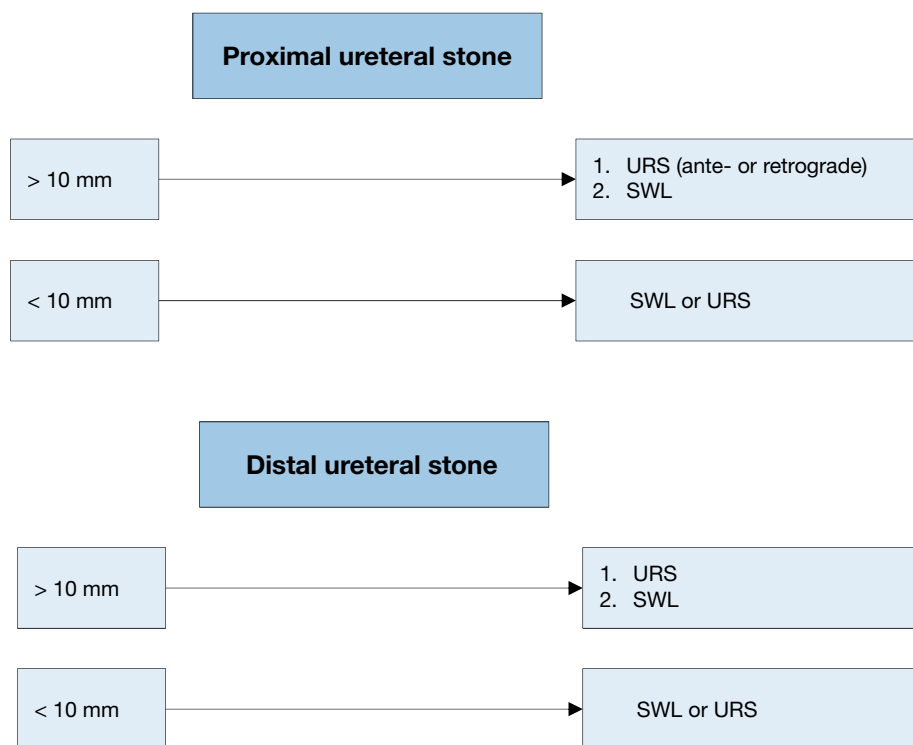 Proximal ureteral stone
> 10 mm
1. URS (ante- or retrograde)
2. SWL
< 10 mm
SWL or URS
Distal ureteral stone
> 10 mm
1. URS
2. SWL
< 10 mm
SWL or URS